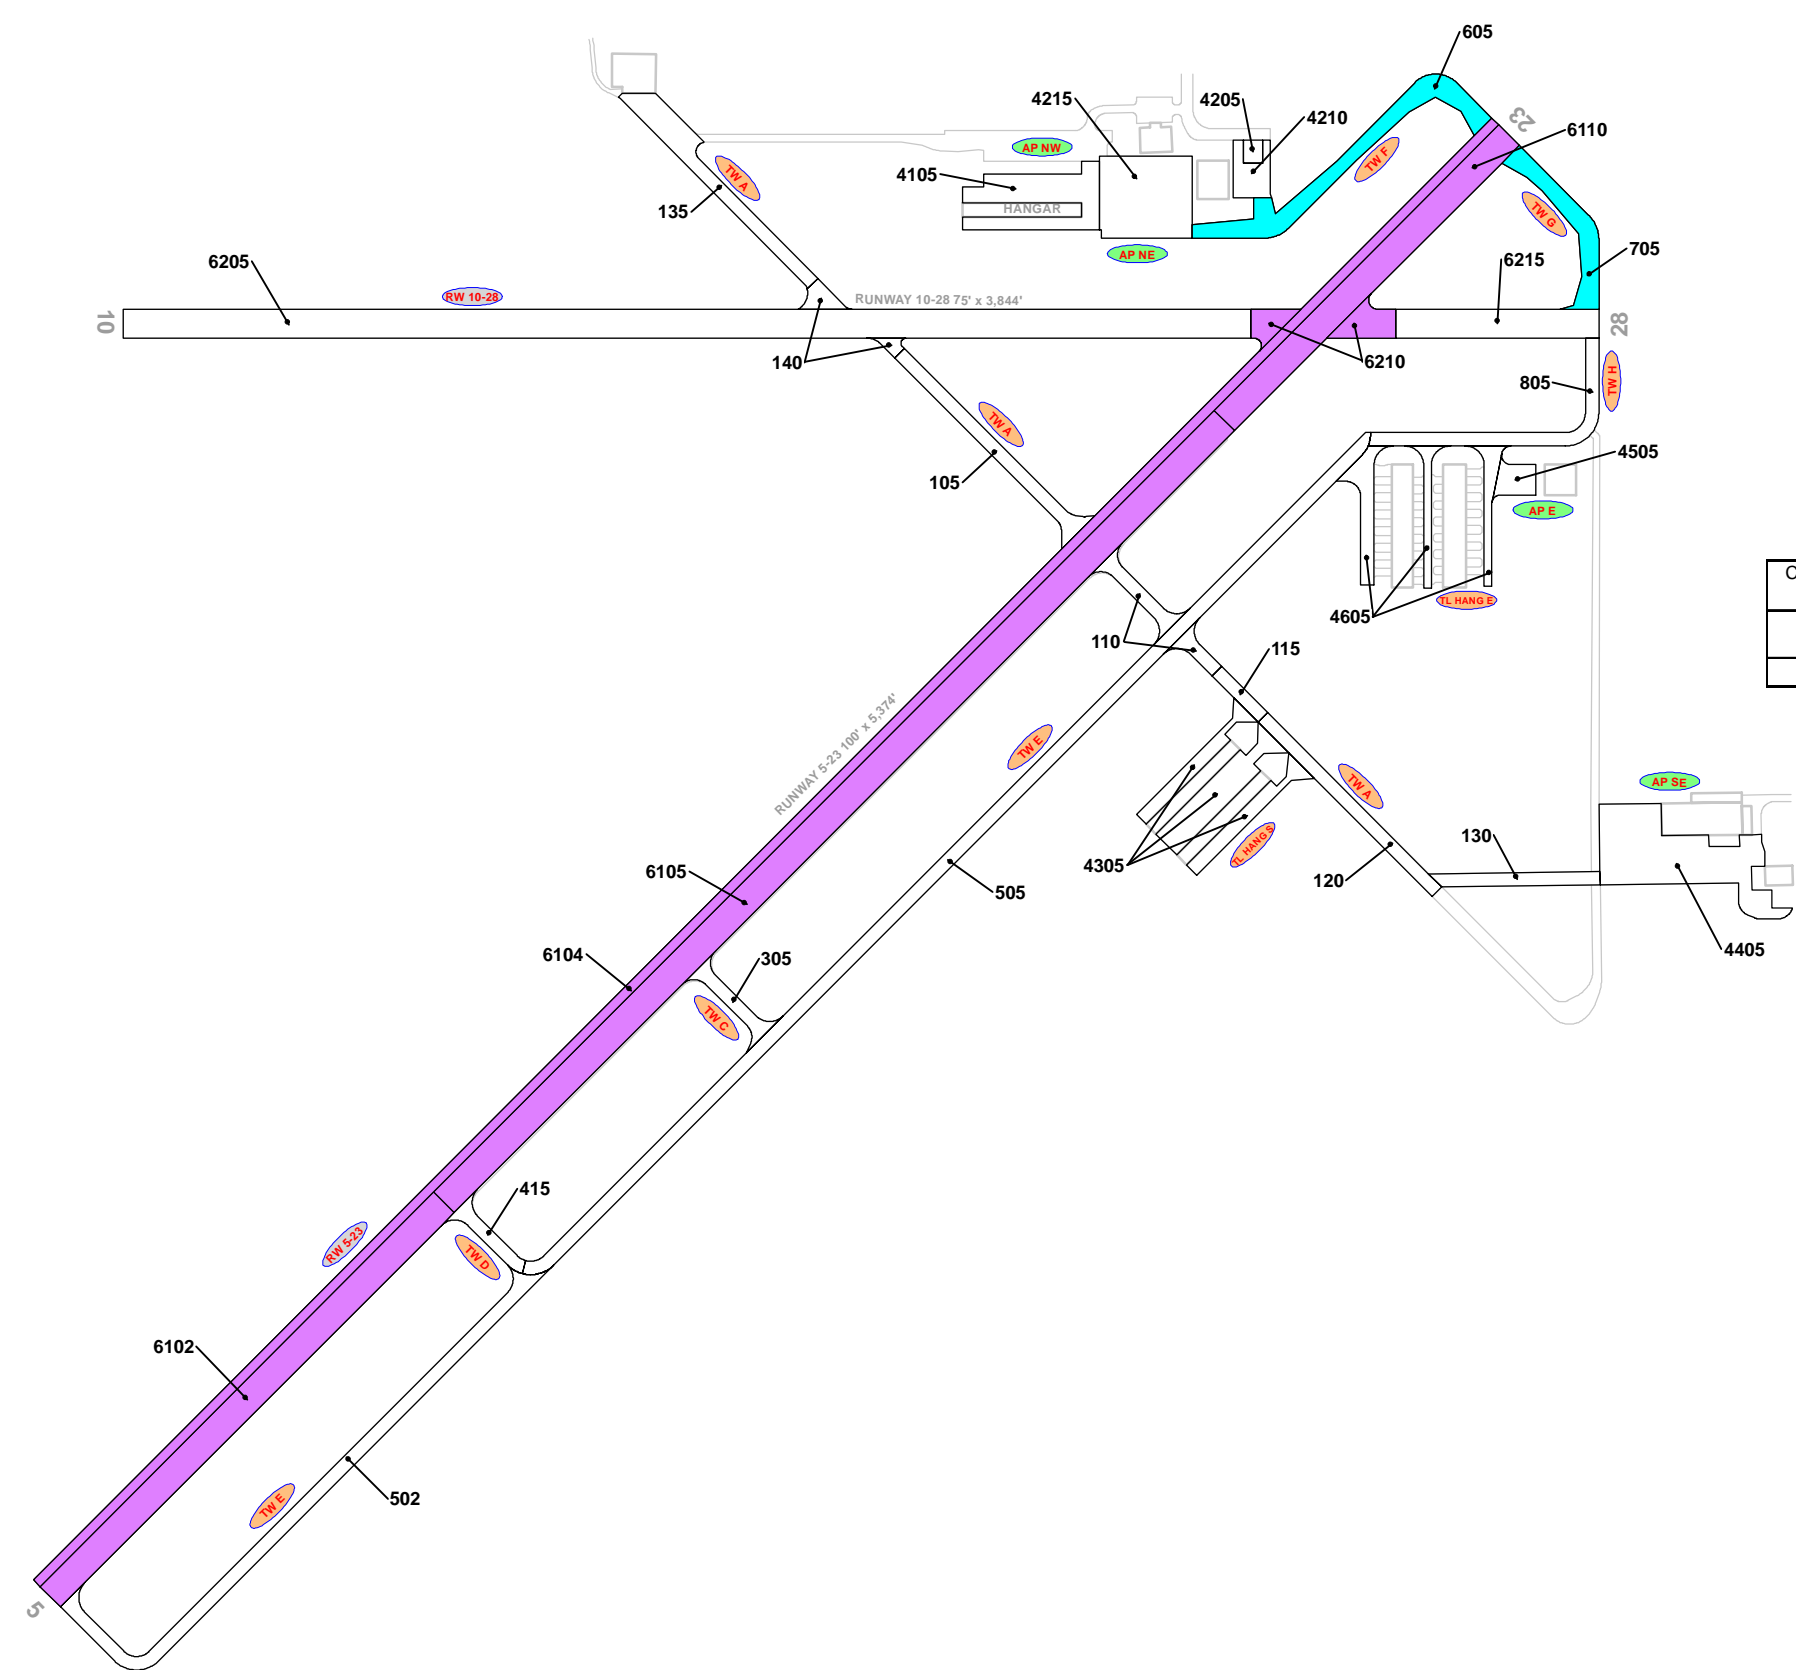 605
23
6110
4215
4205
4210
AP NW
TW F
4105
TW A
135
HANGAR
TW G
AP NE
705
6205
6215
RW 10-28
RUNWAY 10-28 75' x 3,844'
10
28
140
6210
805
TW H
TW A
105
4505
AP E
C
TL HANG E
4605
110
115
RUNWAY 5-23 100' x 5,374'
TW E
TW A
AP SE
130
TL HANG S
4305
6105
505
120
4405
6104
305
TW C
415
RW 5-23
TW D
6102
TW E
502
5